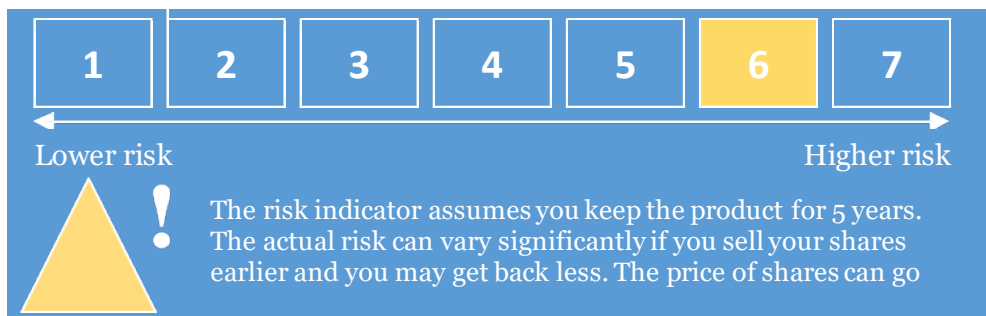 1 2 3 4 5 6 7
Lower risk Higher risk
!
The risk indicator assumes you keep the product for 5 years.
The actual risk can vary significantly if you sell your shares
earlier and you may get back less. The price of shares can go